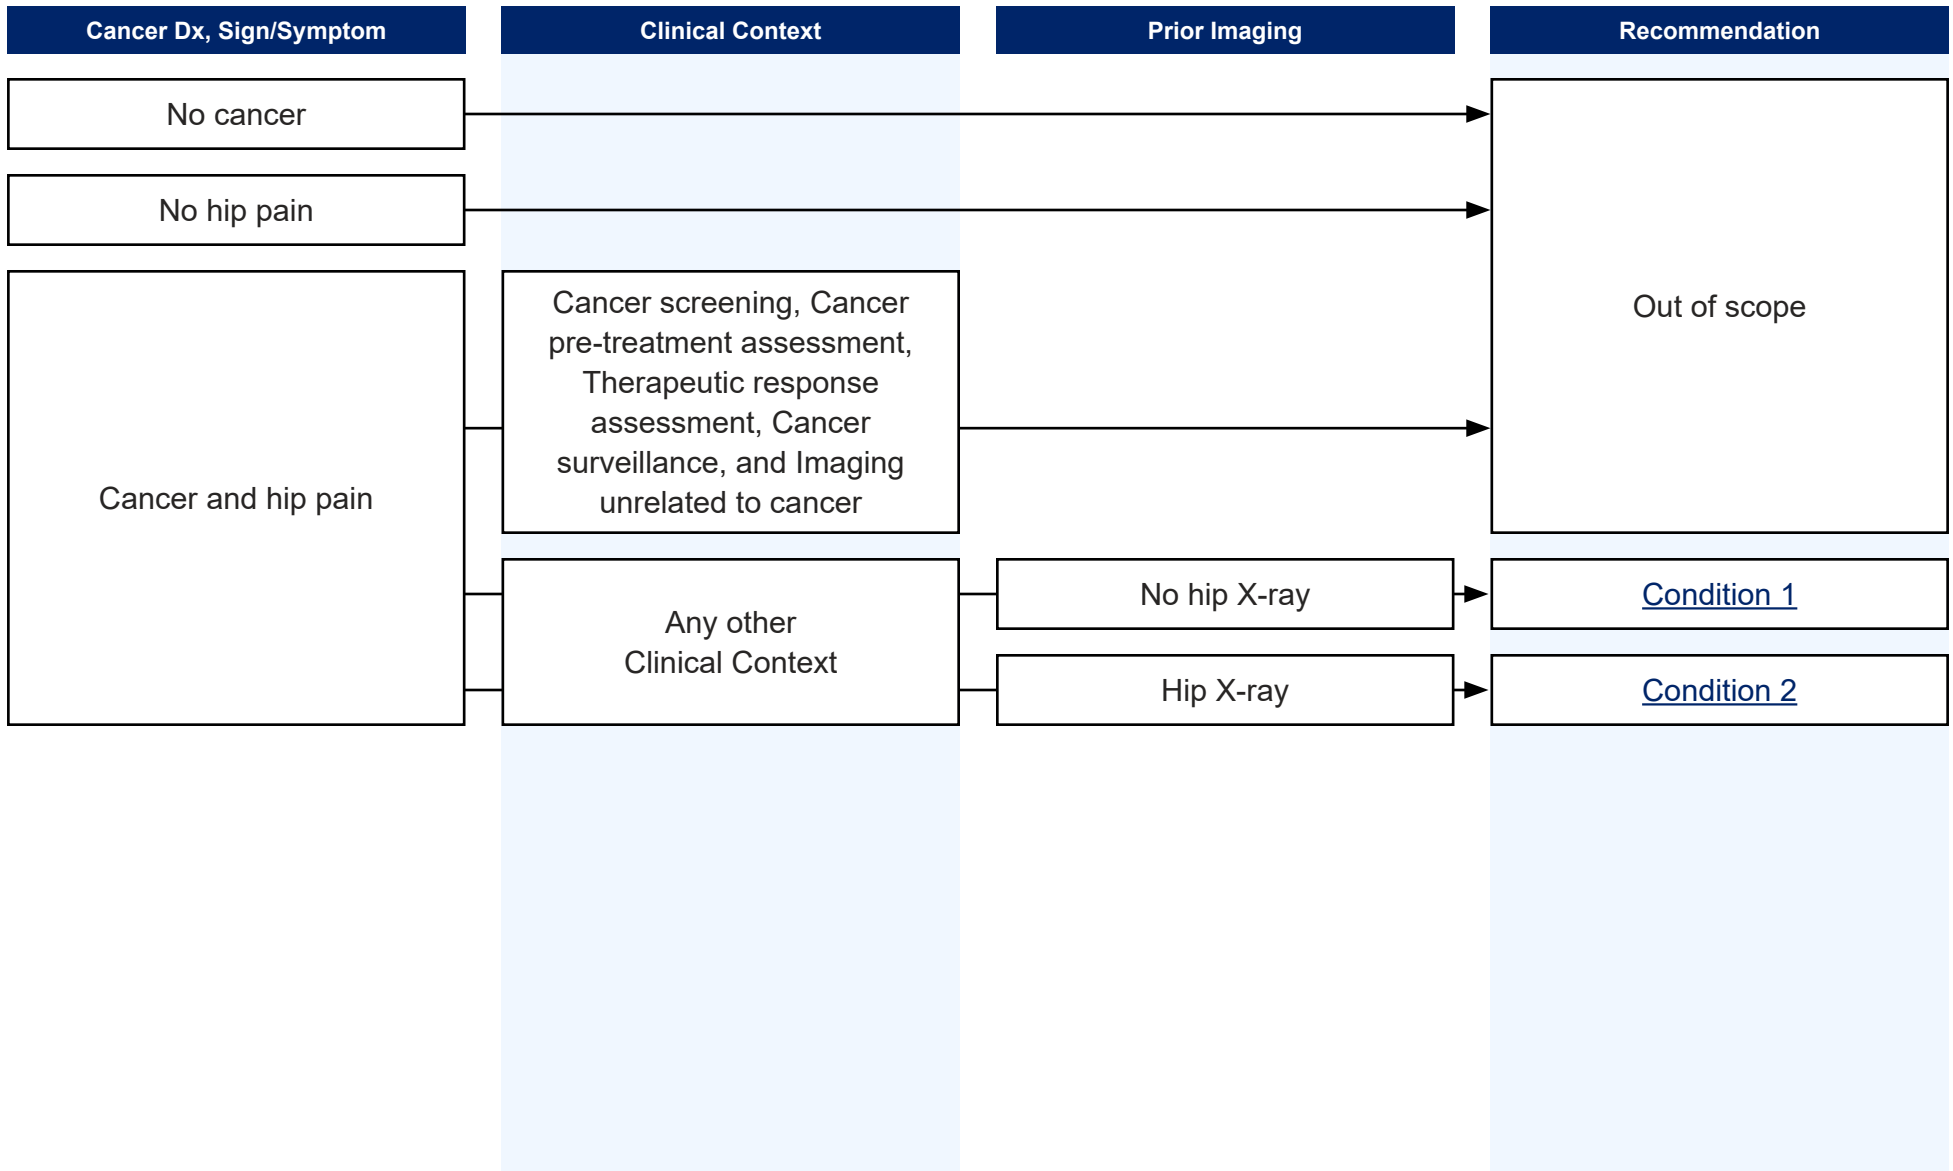 Cancer Dx, Sign/Symptom
Clinical Context
Prior Imaging
Recommendation
No cancer
No hip pain
Cancer and hip pain
Cancer screening, Cancer
pre-treatment assessment,
Therapeutic response
assessment, Cancer
surveillance, and Imaging
unrelated to cancer
Out of scope
Any other
Clinical Context
No hip X-ray
Condition 1
Hip X-ray
Condition 2